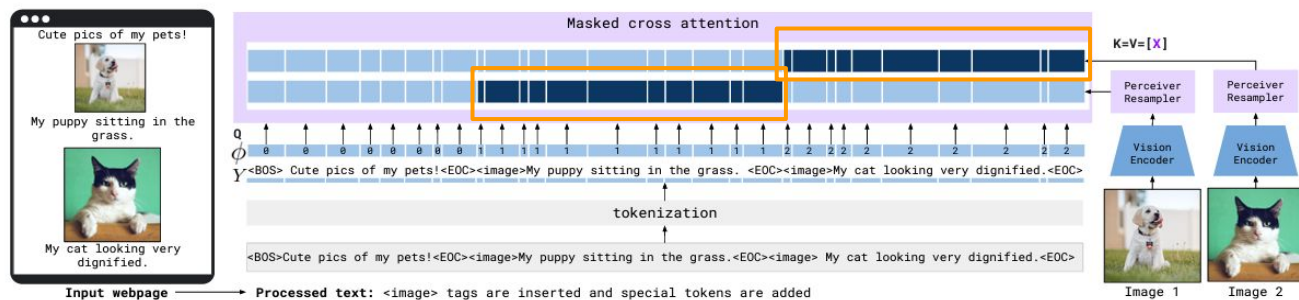 Cute pics of my pets!
My puppy sitting in the
grass.
My cat looking very
dignified.
Input webpage
Masked cross attention
K=V=[X]
Perceiver
Resampler
Perceiver
Resampler
Q
ϕ
0 0 0 0 0 0 0 0 1 1 1 1 1 1 1 1 1 1 2 2 2 2 2 2 2 2 2 2
Vision
Encoder
Vision
Encoder
Y
<BOS> Cute pics of my pets!<EOC><image>My puppy sitting in the grass. <EOC><image>My cat looking very dignified.<EOC>
tokenization
<BOS>Cute pics of my pets!<EOC><image>My puppy sitting in the grass.<EOC><image> My cat looking very dignified.<EOC>
Processed text: <image> tags are inserted and special tokens are added
Image 1
Image 2